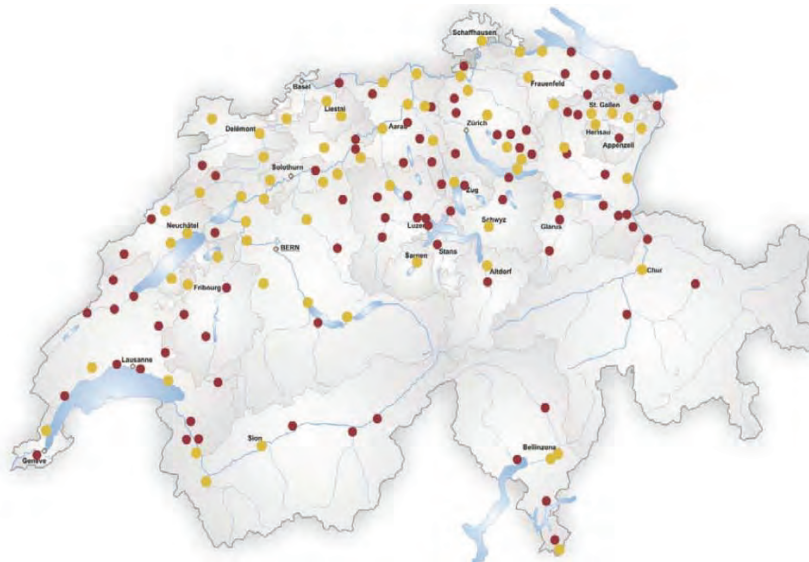 Schaffhausen
Basel
Frauenfeld
Liestal
St. Gallen
Delémont
Aarau
Zürich
Herisau
Appenzell
Solothurn
Zug
Neuchâtel
Luzern
Schwyz
Glarus
BERN
Stans
Sarnen
Altdorf
Chur
Fribourg
Lausanne
Sion
Bellinzona
Genève